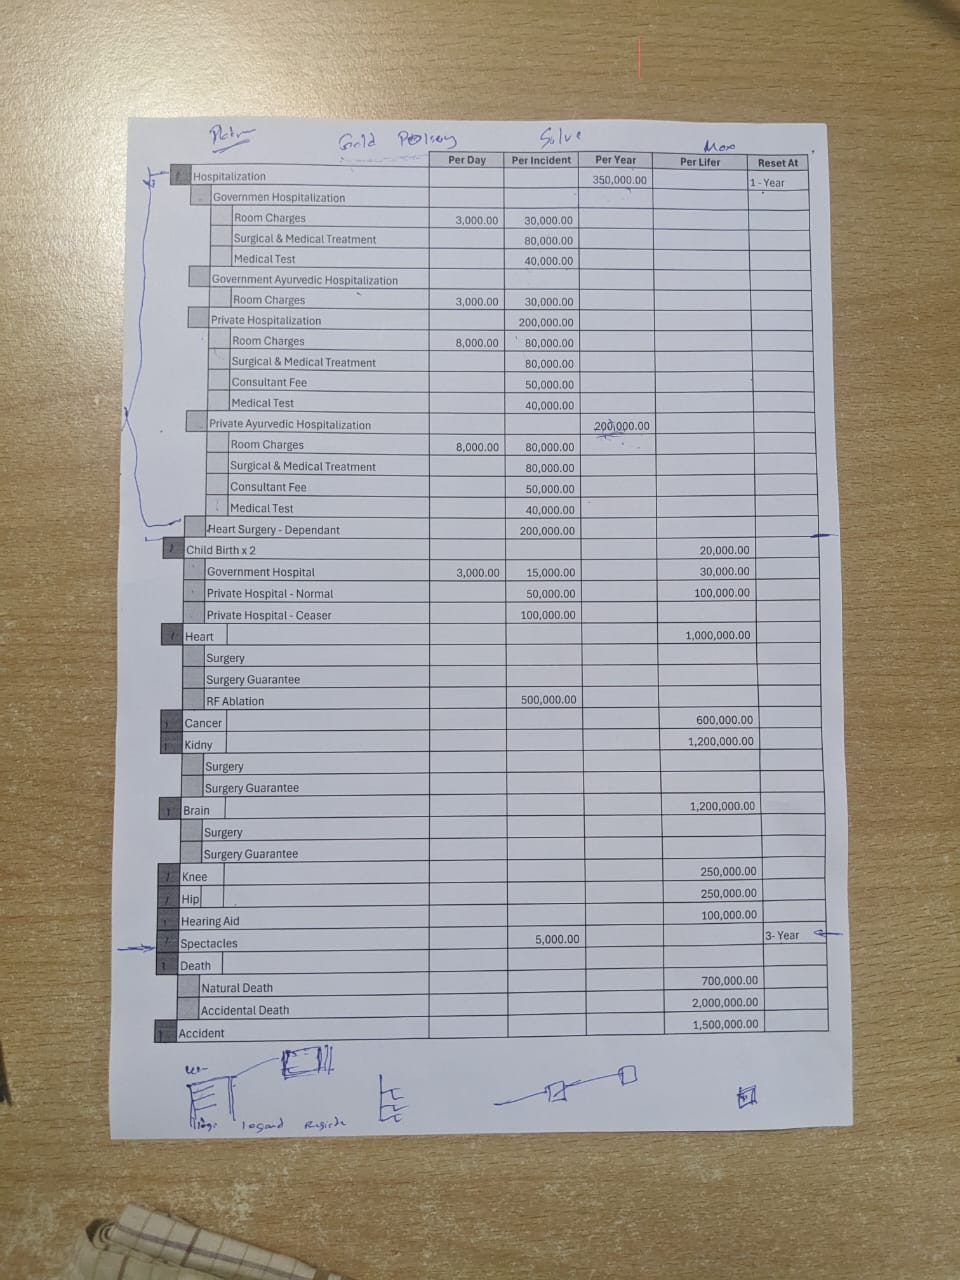 Gold
Per Day Per Incident Per Year Per Lifer Reset At
Hospitalization 350,000.00 1 - Year
Governmen Hospitalization
Room Charges 3,000.00 30,000.00
Surgical & Medical Treatment 80,000.00
Medical Test 40,000.00
Government Ayurvedic Hospitalization
Room Charges 3,000.00 30,000.00
Private Hospitalization 200,000.00
Room Charges 8,000.00 80,000.00
Surgical & Medical Treatment 80,000.00
Consultant Fee 50,000.00
Medical Test 40,000.00
Private Ayurvedic Hospitalization 200,000.00
Room Charges 8,000.00 80,000.00
Surgical & Medical Treatment 80,000.00
Consultant Fee 50,000.00
Medical Test 40,000.00
Heart Surgery - Dependant 200,000.00
Child Birth x 2 20,000.00
Government Hospital 3,000.00 15,000.00 30,000.00
Private Hospital - Normal 50,000.00 100,000.00
Private Hospital - Ceaser 100,000.00
Heart 1,000,000.00
Surgery
Surgery Guarantee
RF Ablation 500,000.00
Cancer 600,000.00
Kidny 1,200,000.00
Surgery
Surgery Guarantee
Brain 1,200,000.00
Surgery
Surgery Guarantee
Knee 250,000.00
Hip 250,000.00
Hearing Aid 100,000.00
Spectacles 5,000.00 3- Year
Death
Natural Death 700,000.00
Accidental Death 2,000,000.00
Accident 1,500,000.00